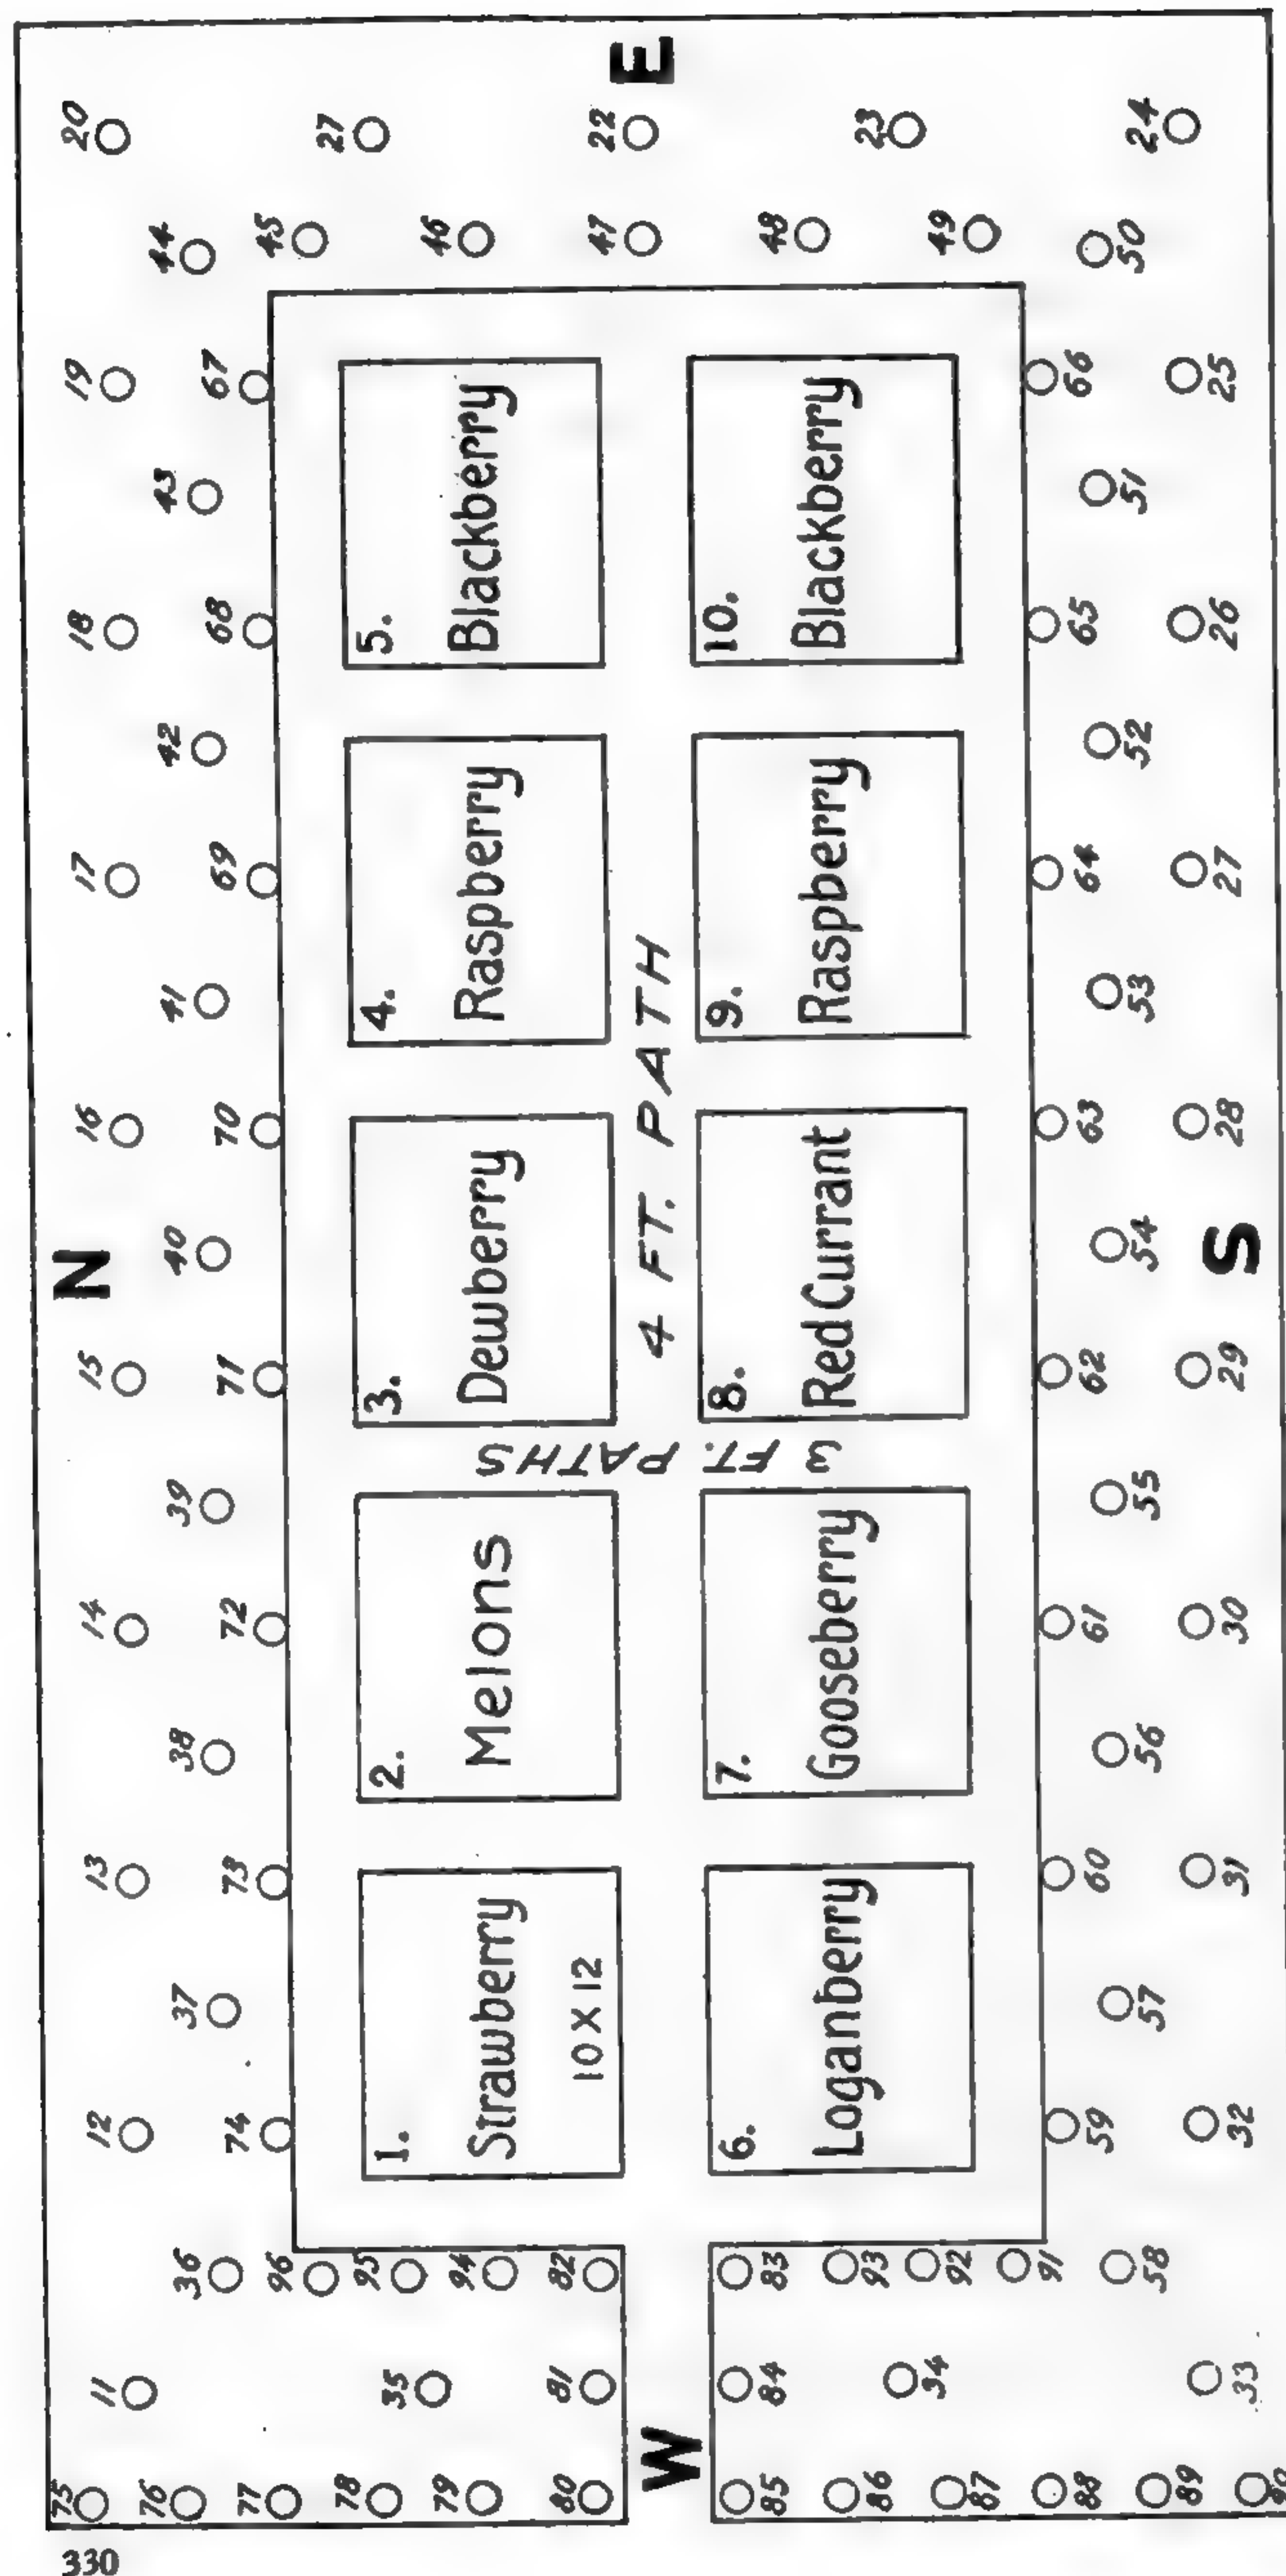 330
75 11 12 13 14 15 16 17 18 19 20
N
76 36 37 38 39 40 41 42 43 44
77 96 74 73 72 71 70 69 68 67 45
78 95 27
1. 2. 3. 4. 5.
79 35 94 46
Strawberry Melons Dewberry Raspberry Blackberry
10 X 12
80 81 82 47 22
W 4 FT. PATH E
3 FT. PATHS
6. 7. 8. 9. 10.
85 84 83 48
Loganberry Gooseberry Red Currant Raspberry Blackberry
86 93 23
87 34 92 49
88 91 59 60 61 62 63 64 65 66
58 57 56 55 54 53 52 51 50
89 33 32 31 30 29 28 27 26 25 24
S